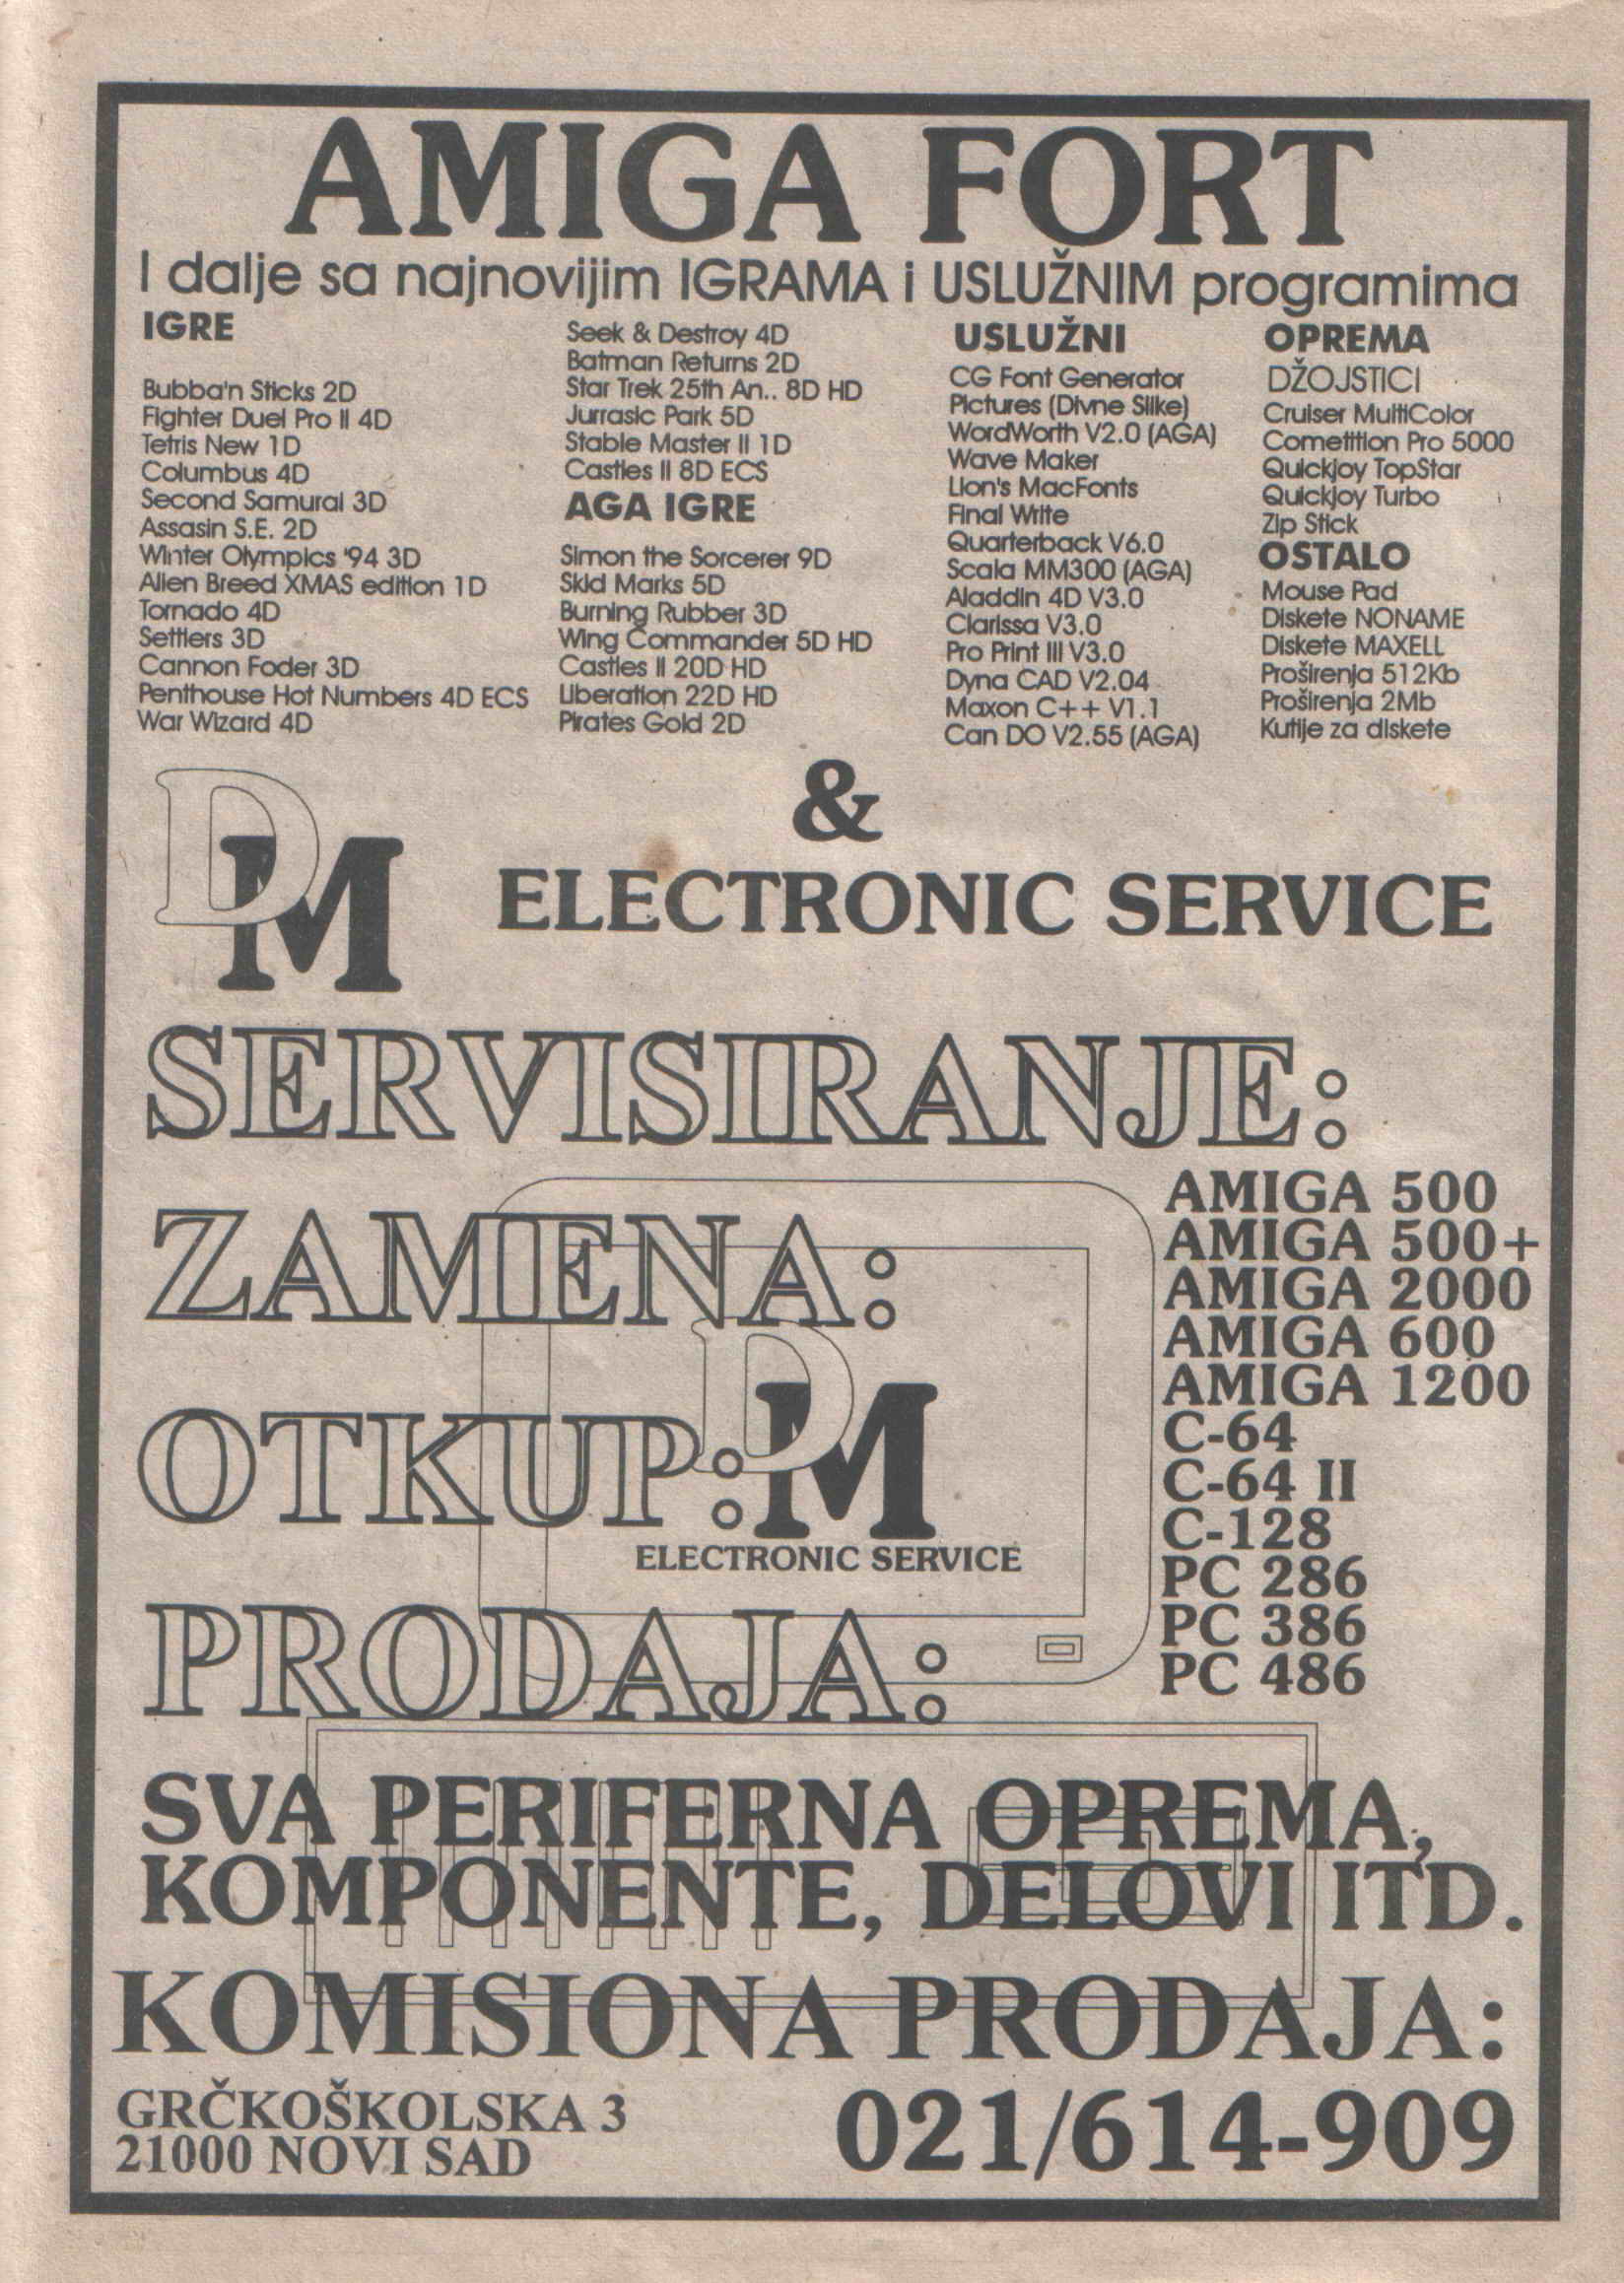 AMIGA FORT
I dalje sa najnovijim IGRAMA i USLUŽNIM programima
IGRE
Bubba'n Sticks 2D
Fighter Duel Pro II 4D
Tetris New 1D
Columbus 4D
Second Samurai 3D
Assasin S.E. 2D
Winter Olympics '94 3D
Alien Breed XMAS edition 1D
Tornado 4D
Settlers 3D
Cannon Foder 3D
Penthouse Hot Numbers 4D ECS
War Wizard 4D
Seek & Destroy 4D
Batman Returns 2D
Star Trek 25th An.. 8D HD
Jurrasic Park 5D
Stable Master II 1D
Castles II 8D ECS
AGA IGRE
Simon the Sorcerer 9D
Skid Marks 5D
Burning Rubber 3D
Wing Commander 5D HD
Castles II 20D HD
Liberation 22D HD
Pirates Gold 2D
USLUŽNI
CG Font Generator
Pictures (Divne Slike)
WordWorth V2.0 (AGA)
Wave Maker
Lion's MacFonts
Final Write
Quarterback V6.0
Scala MM300 (AGA)
Aladdin 4D V3.0
Clarissa V3.0
Pro Print III V3.0
Dyna CAD V2.04
Maxon C++ V1.1
Can DO V2.55 (AGA)
OPREMA
DŽOJSTICI
Cruiser MultiColor
Cometition Pro 5000
Quickjoy TopStar
Quickjoy Turbo
Zip Stick
OSTALO
Mouse Pad
Diskete NONAME
Diskete MAXELL
Proširenja 512Kb
Proširenja 2Mb
Kutije za diskete
&
DM
ELECTRONIC SERVICE
SERVISIRANJE:
ZAMENA:
OTKUP:
DM
ELECTRONIC SERVICE
PRODAJA:
AMIGA 500
AMIGA 500+
AMIGA 2000
AMIGA 600
AMIGA 1200
C-64
C-64 II
C-128
PC 286
PC 386
PC 486
SVA PERIFERNA OPREMA,
KOMPONENTE, DELOVI ITD.
KOMISIONA PRODAJA:
GRČKOŠKOLSKA 3
21000 NOVI SAD
021/614-909